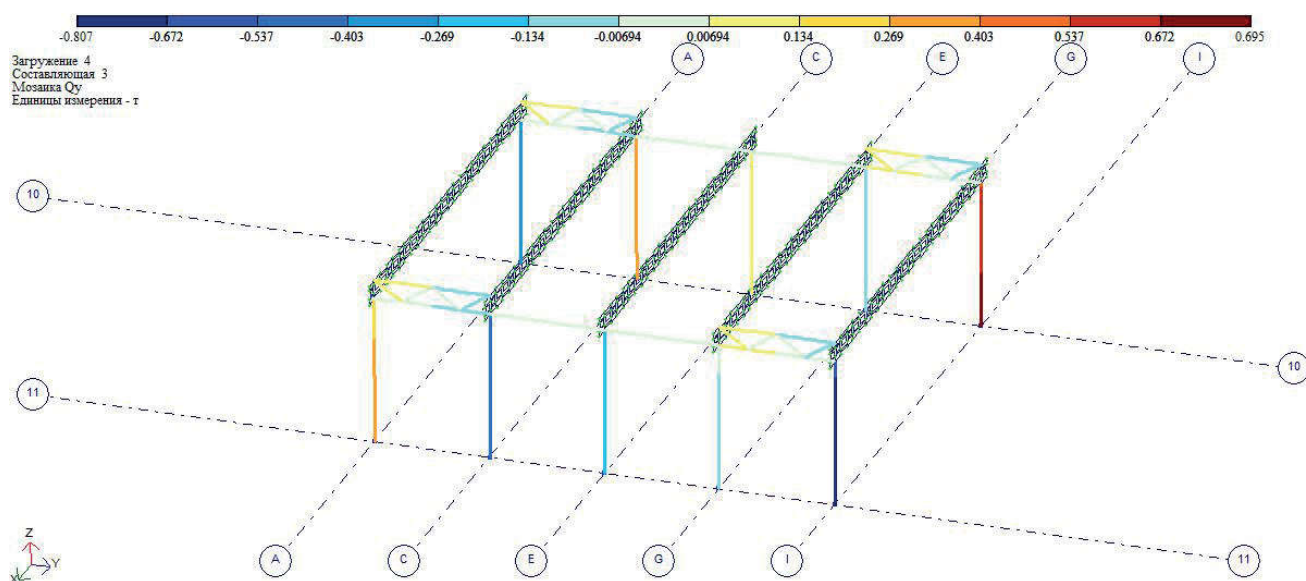 -0.807 -0.672 -0.537 -0.403 -0.269 -0.134 -0.00694 0.00694 0.134 0.269 0.403 0.537 0.672 0.695
Загружение 4
Составляющая 3
Мозаика Qy
Единицы измерения - т
A C E G I
10
10
11
11
A C E G I
Z
Y
X